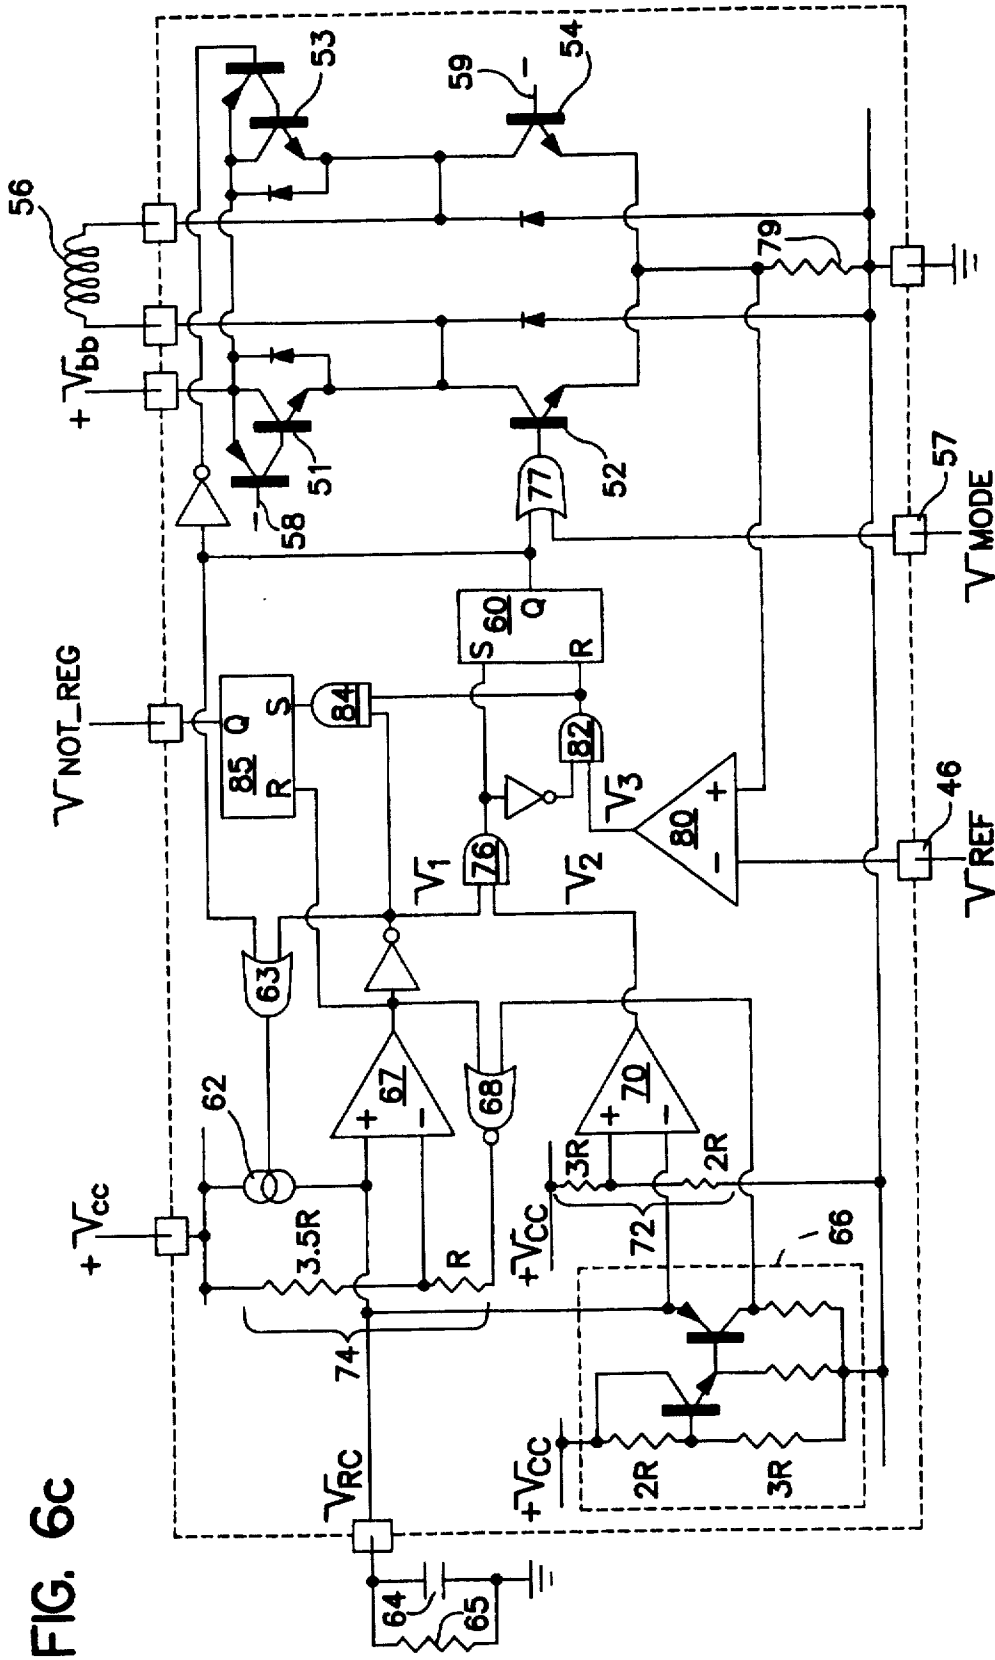 FIG. 6c
+Vcc
VNOT_REG
+Vbb
56
62
3.5R
74
R
63
67
+
−
68
85
Q
R
S
84
V1
76
VRC
64
65
+VCC
2R
3R
66
+VCC
3R
72
2R
70
+
−
V2
V3
82
80
−
+
60
S
R
Q
77
58
−
51
52
53
54
59
−
79
46
VREF
57
VMODE